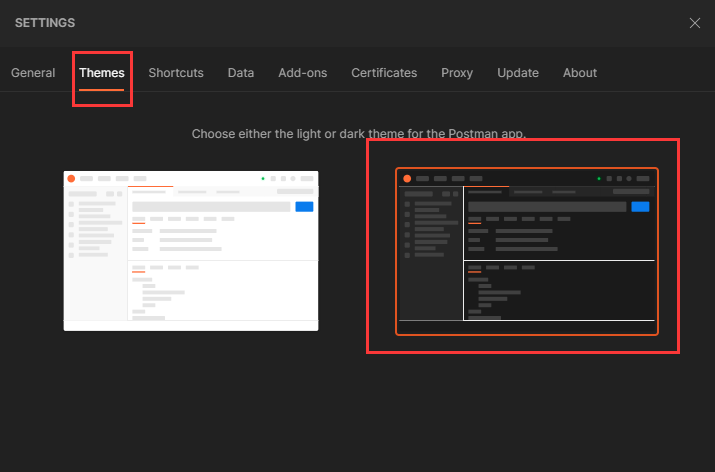 SETTINGS
General Themes Shortcuts Data Add-ons Certificates Proxy Update About
Choose either the light or dark theme for the Postman app.